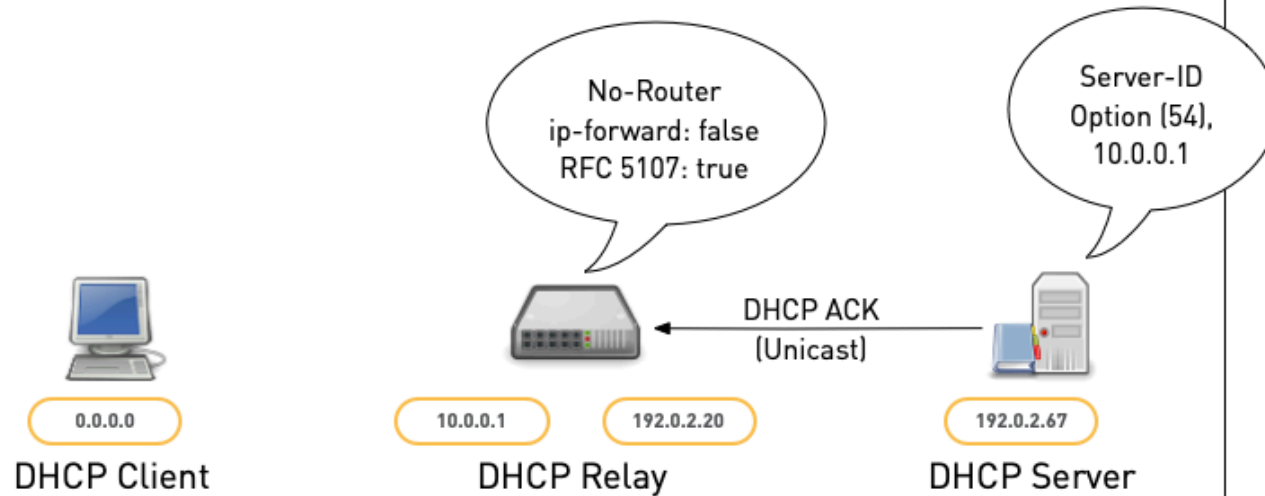 No-Router
ip-forward: false
RFC 5107: true
Server-ID
Option (54),
10.0.0.1
DHCP ACK
(Unicast)
0.0.0.0
10.0.0.1
192.0.2.20
192.0.2.67
DHCP Client
DHCP Relay
DHCP Server